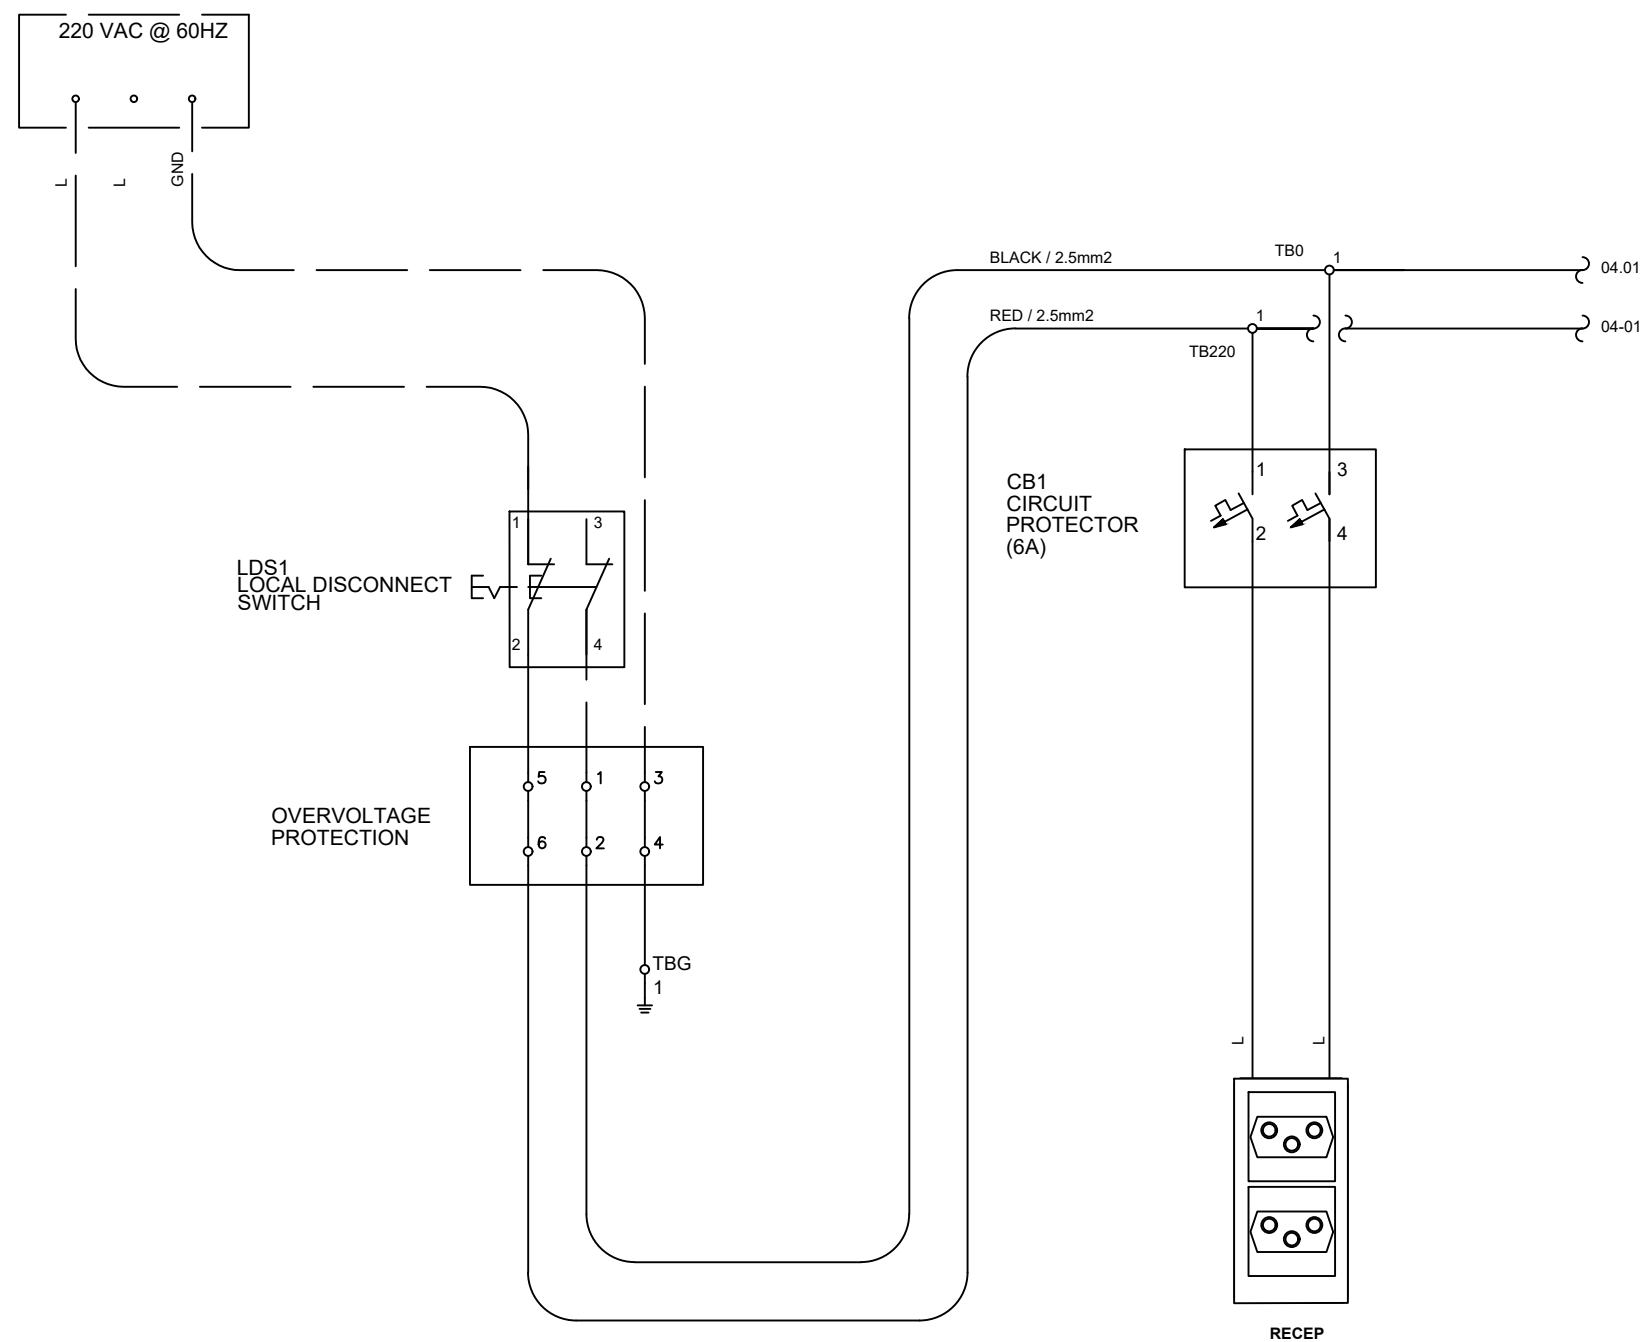 220 VAC @ 60HZ
L
L
GND
BLACK / 2.5mm2
TB0
1
04.01
RED / 2.5mm2
1
04-01
TB220
CB1
CIRCUIT
PROTECTOR
(6A)
1
3
2
4
LDS1
LOCAL DISCONNECT
SWITCH
1
3
2
4
OVERVOLTAGE
PROTECTION
5
1
3
6
2
4
TBG
1
L
L
RECEP